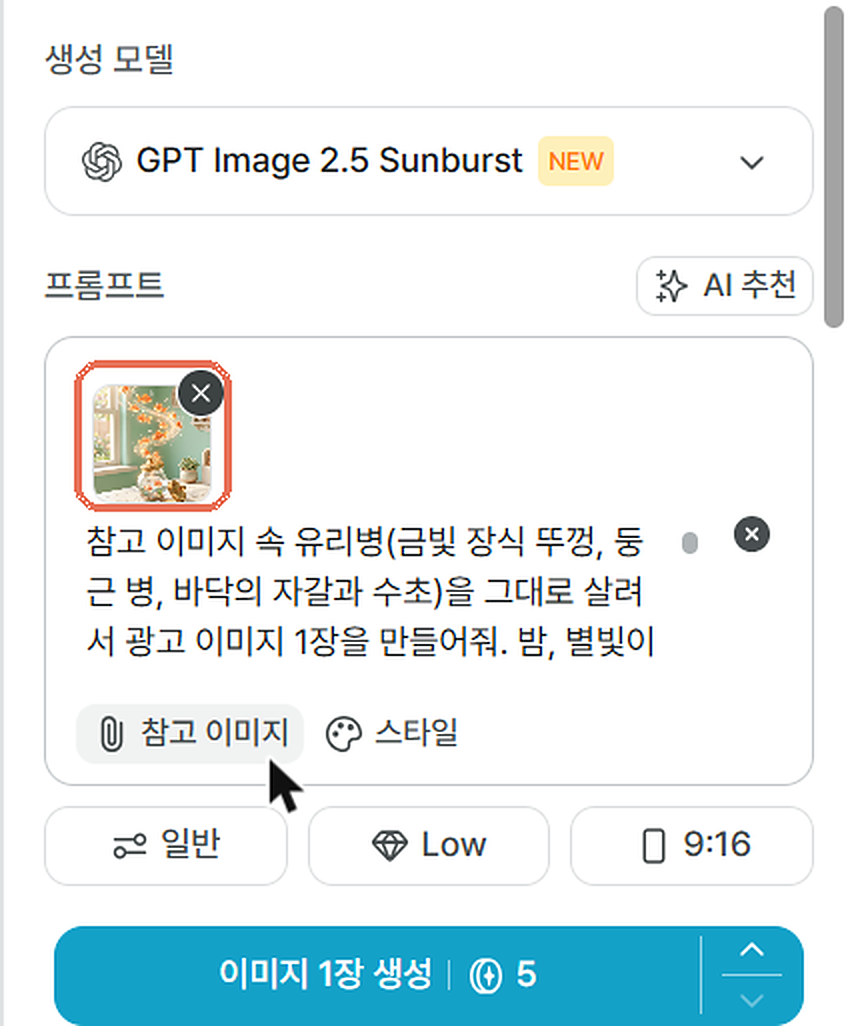 생성 모델
GPT Image 2.5 Sunburst NEW
프롬프트
AI 추천
참고 이미지 속 유리병(금빛 장식 뚜껑, 둥
근 병, 바닥의 자갈과 수초)을 그대로 살려
서 광고 이미지 1장을 만들어줘. 밤, 별빛이
참고 이미지 스타일
일반 Low 9:16
이미지 1장 생성 5